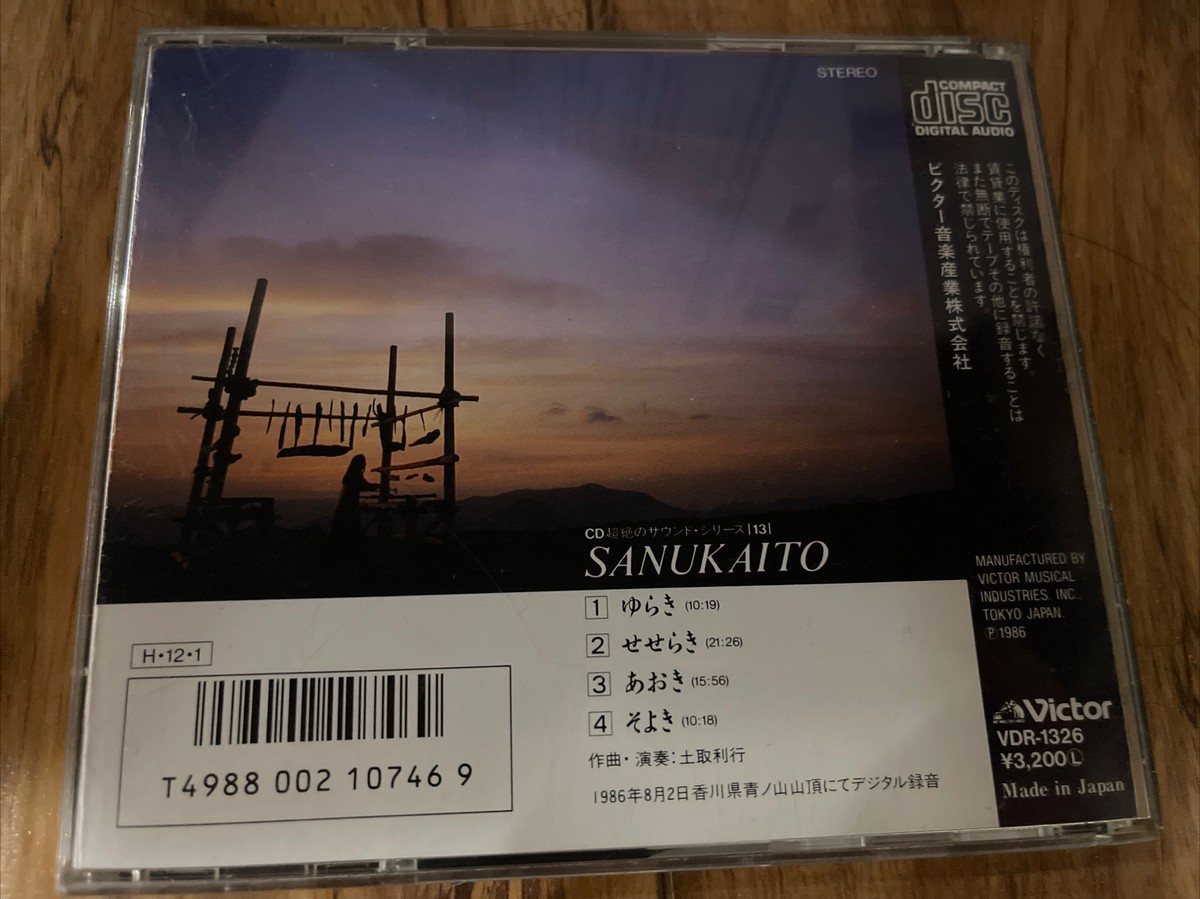 STEREO
COMPACT
disc
DIGITAL AUDIO
このディスクは権利者の許諾なく
賃貸業に使用することを禁じます。
また無断でテープその他に録音することは
法律で禁じられています。
ビクター音楽産業株式会社
CD超絶のサウンド・シリーズ|13|
SANUKAITO
1 ゆらき (10:19)
2 せせらき (21:26)
3 あおき (15:56)
4 そよき (10:18)
作曲・演奏:土取利行
1986年8月2日香川県青ノ山山頂にてデジタル録音
H・12・1
T4988 002 10746 9
MANUFACTURED BY
VICTOR MUSICAL
INDUSTRIES. INC.,
TOKYO JAPAN.
Ⓟ1986
Victor
VDR-1326
¥3,200Ⓛ
Made in Japan